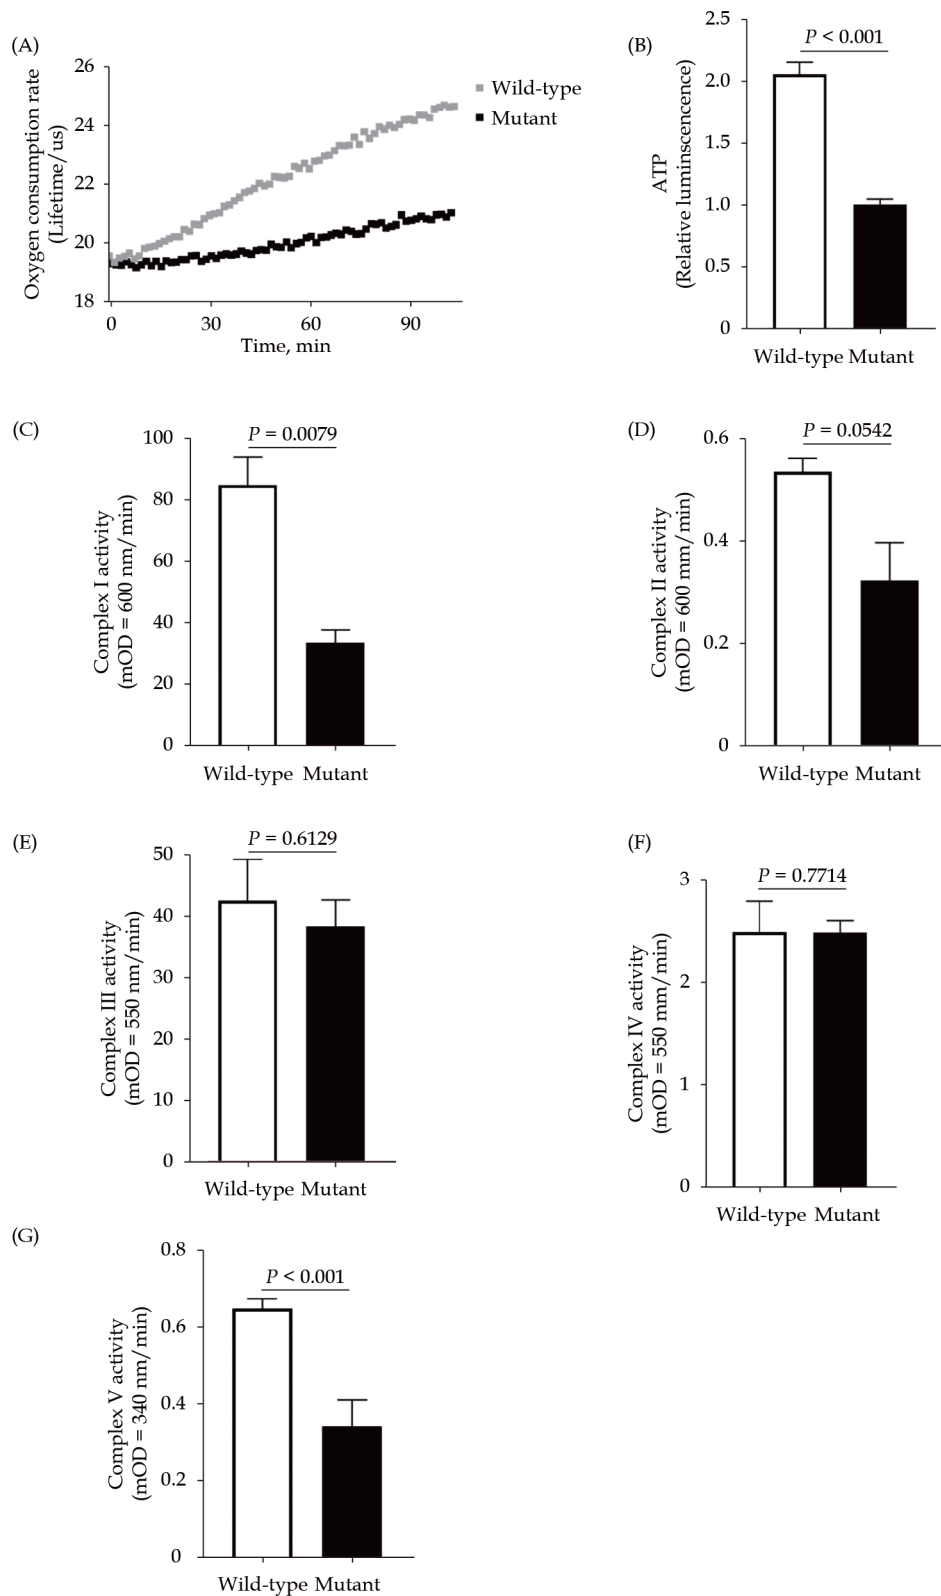 (A)
Oxygen consumption rate
(Lifetime/us)
26
24
22
20
18
0
30
60
90
Time, min
Wild-type
Mutant
(B)
ATP
(Relative luminscencence)
2.5
2.0
1.5
1.0
0.5
0
P < 0.001
Wild-type Mutant
(C)
Complex I activity
(mOD = 600 nm/min)
100
80
60
40
20
0
P = 0.0079
Wild-type Mutant
(D)
Complex II activity
(mOD = 600 mm/min)
0.6
0.4
0.2
0
P = 0.0542
Wild-type Mutant
(E)
Complex III activity
(mOD = 550 nm/min)
50
40
30
20
10
0
P = 0.6129
Wild-type Mutant
(F)
Complex IV activity
(mOD = 550 mm/min)
3
2
1
0
P = 0.7714
Wild-type Mutant
(G)
Complex V activity
(mOD = 340 nm/min)
0.8
0.6
0.4
0.2
0
P < 0.001
Wild-type Mutant